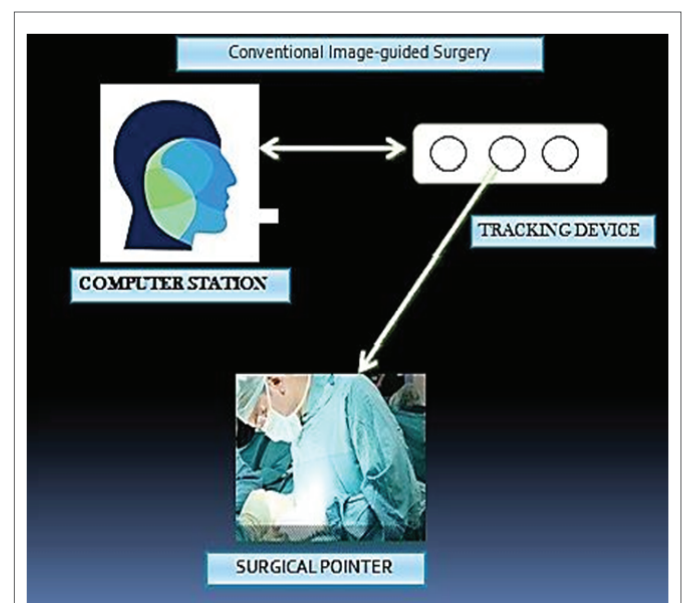 Conventional Image-guided Surgery
TRACKING DEVICE
COMPUTER STATION
SURGICAL POINTER